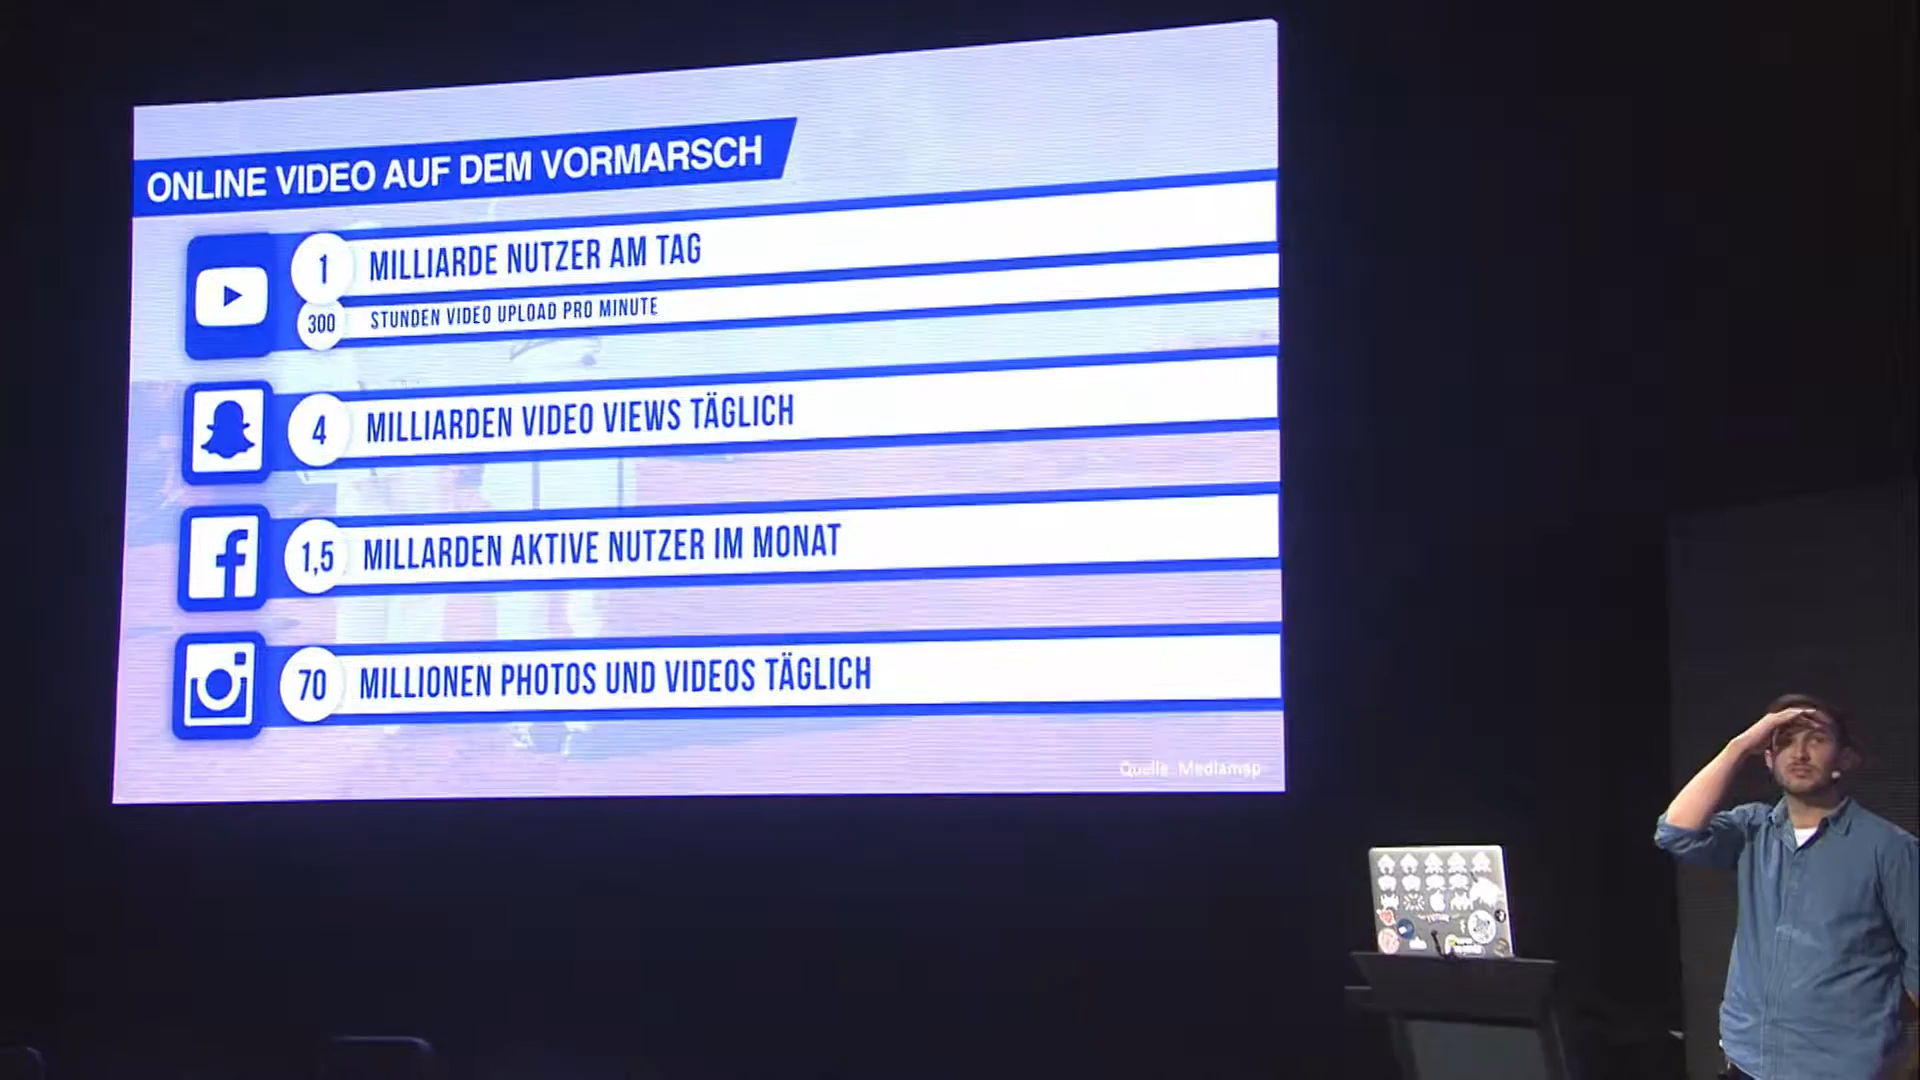 ONLINE VIDEO AUF DEM VORMARSCH
1 MILLIARDE NUTZER AM TAG
300 STUNDEN VIDEO UPLOAD PRO MINUTE
4 MILLIARDEN VIDEO VIEWS TÄGLICH
1,5 MILLARDEN AKTIVE NUTZER IM MONAT
70 MILLIONEN PHOTOS UND VIDEOS TÄGLICH
Quelle: Mediamap